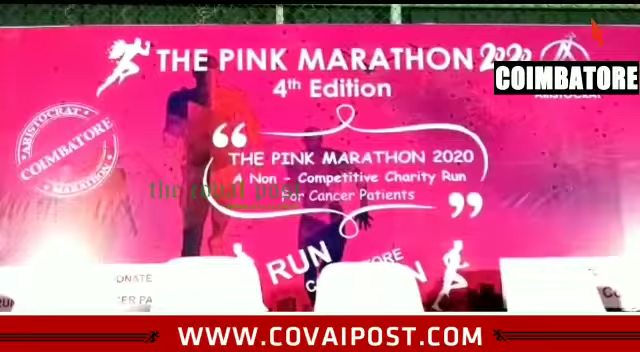 THE PINK MARATHON 2020
4th Edition
COIMBATORE
ARISTOCRAT
ARISTOCRAT
COIMBATORE
MARATHON
“
THE PINK MARATHON 2020
A Non - Competitive Charity Run
For Cancer Patients
”
the covai post
RUN
WWW.COVAIPOST.COM